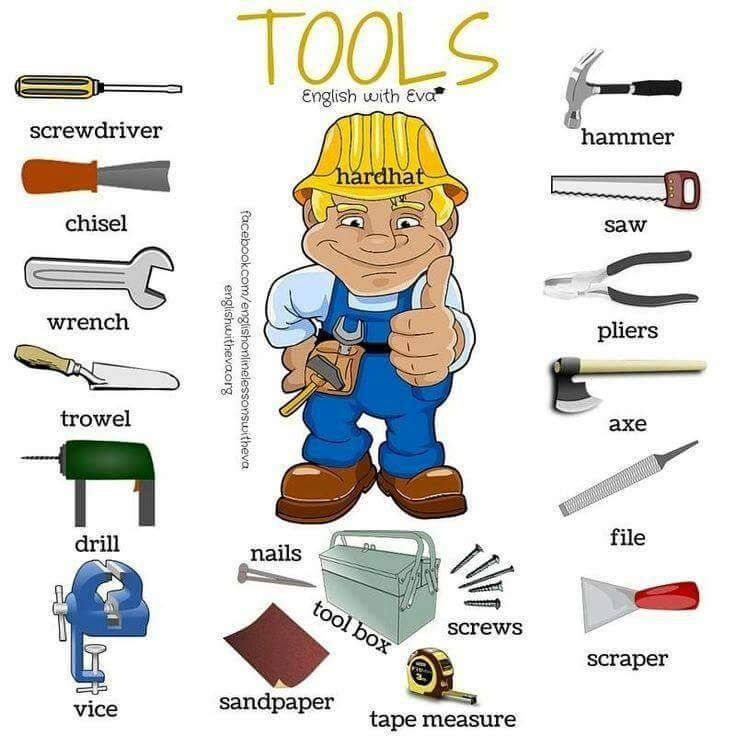 TOOLS
English with Eva
screwdriver
hammer
hardhat
chisel
saw
facebook.com/englishonlinelessonswitheva
englishwitheva.org
wrench
pliers
trowel
axe
drill
file
nails
tool box
screws
scraper
vice
sandpaper
tape measure